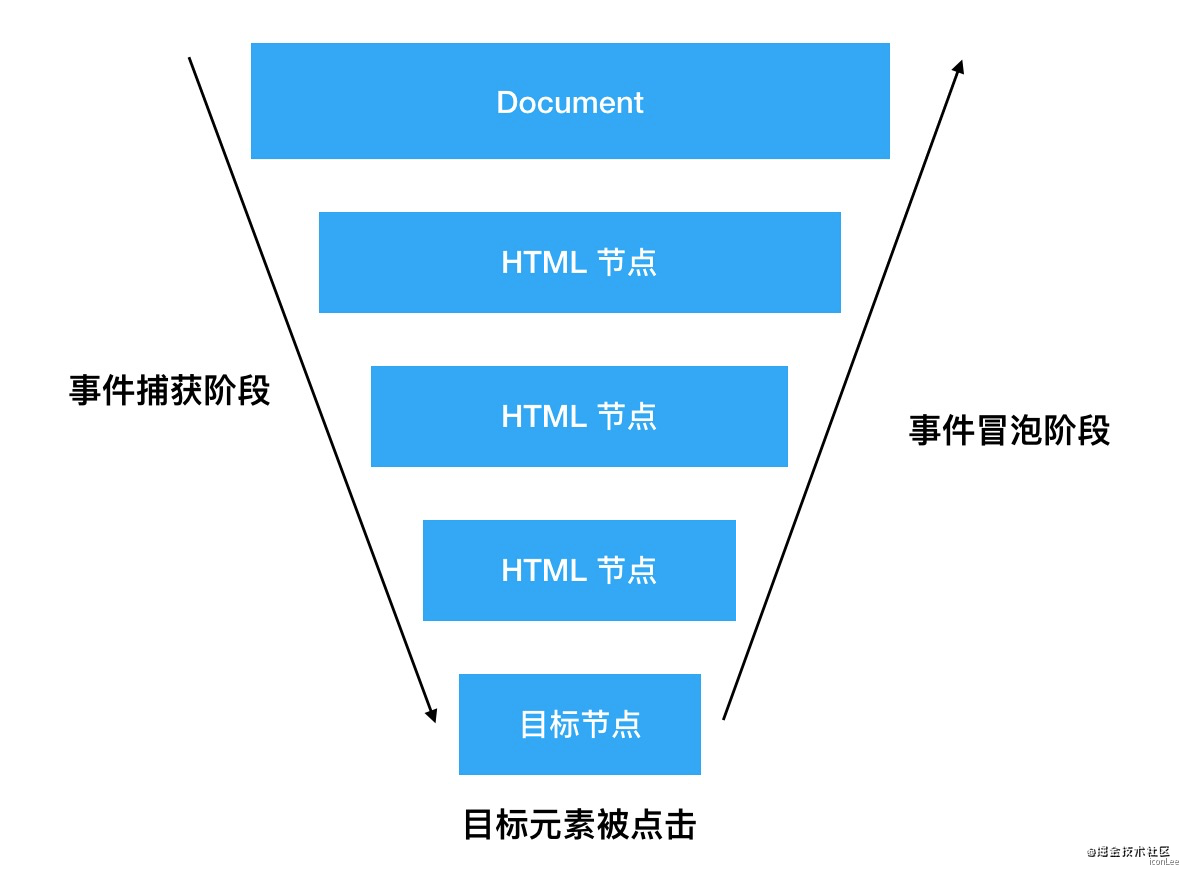 Document
HTML 节点
HTML 节点
事件捕获阶段
事件冒泡阶段
HTML 节点
目标节点
目标元素被点击
@掘金技术社区
iconLee